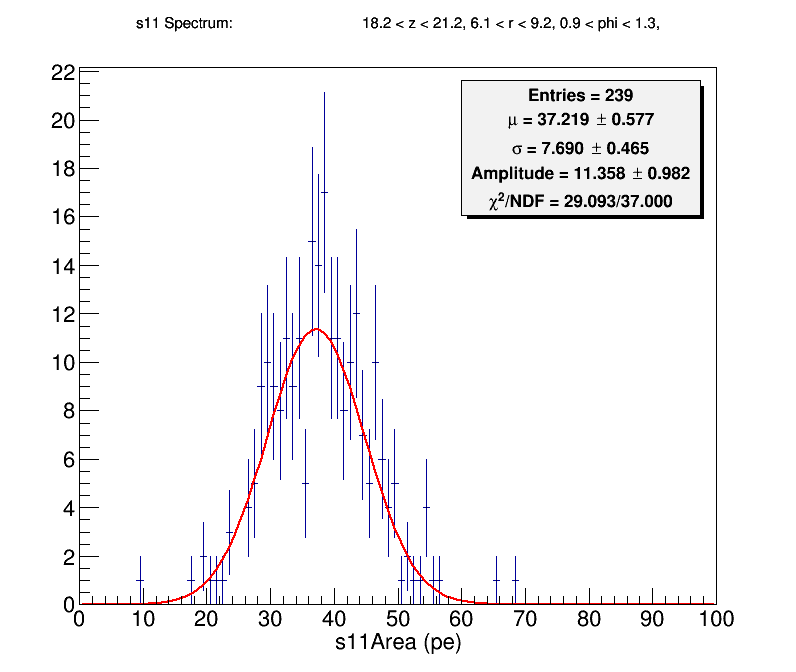 s11 Spectrum: 18.2 < z < 21.2, 6.1 < r < 9.2, 0.9 < phi < 1.3,
Entries = 239
μ = 37.219 ± 0.577
σ = 7.690 ± 0.465
Amplitude = 11.358 ± 0.982
χ²/NDF = 29.093/37.000
22
20
18
16
14
12
10
8
6
4
2
0
0 10 20 30 40 50 60 70 80 90 100
s11Area (pe)